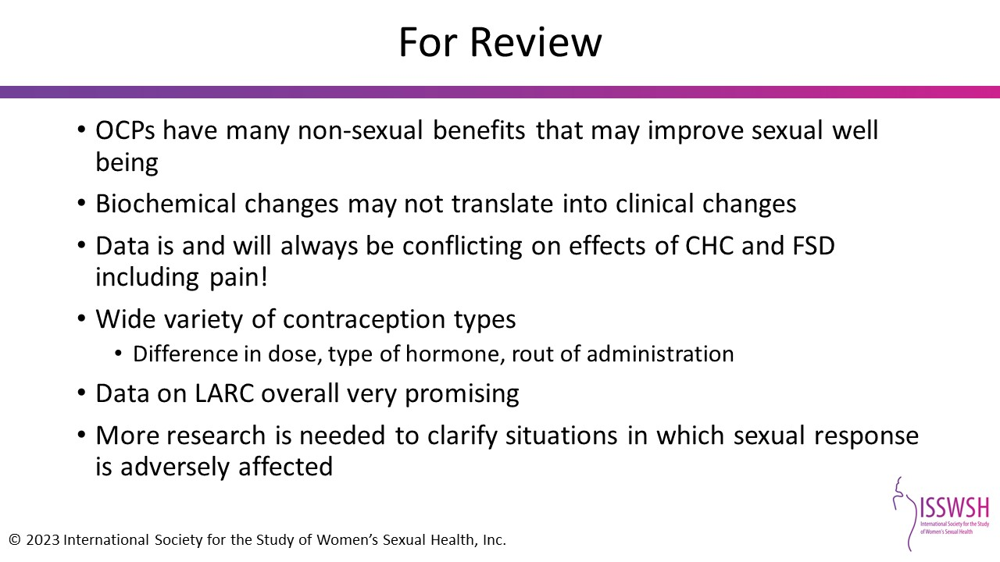 For Review
• OCPs have many non-sexual benefits that may improve sexual well
being
• Biochemical changes may not translate into clinical changes
• Data is and will always be conflicting on effects of CHC and FSD
including pain!
• Wide variety of contraception types
• Difference in dose, type of hormone, rout of administration
• Data on LARC overall very promising
• More research is needed to clarify situations in which sexual response
is adversely affected
ISSWSH
International Society for the Study
of Women's Sexual Health
© 2023 International Society for the Study of Women’s Sexual Health, Inc.